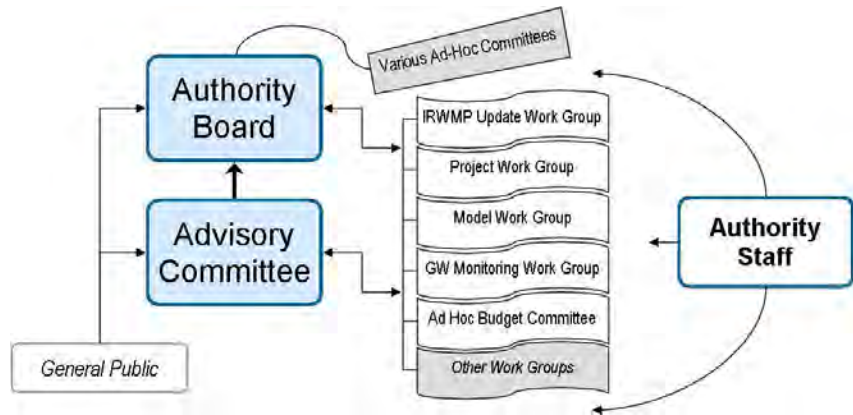 Various Ad-Hoc Committees
Authority
Board
IRWMP Update Work Group
Project Work Group
Model Work Group
Authority
Staff
Advisory
Committee
GW Monitoring Work Group
Ad Hoc Budget Committee
General Public
Other Work Groups